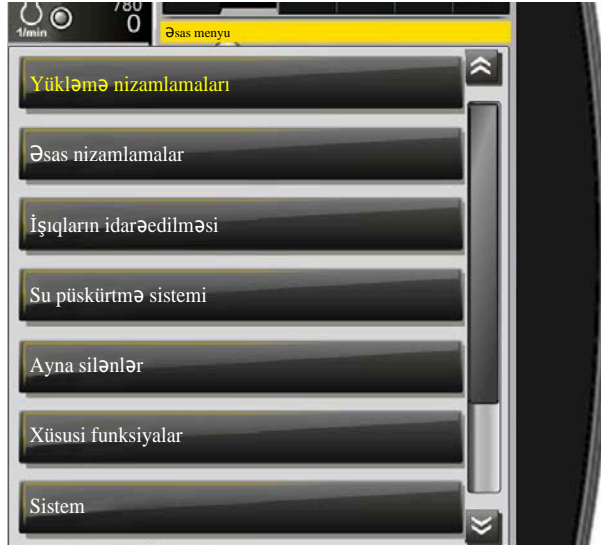 780
1/min 0
Əsas menyu
Yükləmə nizamlamaları
Əsas nizamlamalar
İşıqların idarəedilməsi
Su püskürtmə sistemi
Ayna silənlər
Xüsusi funksiyalar
Sistem